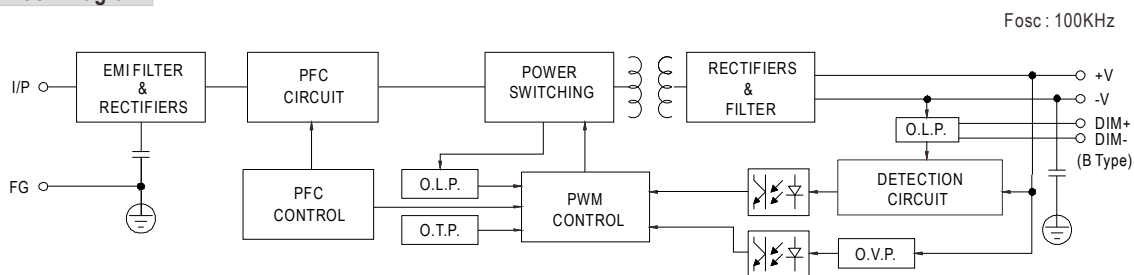 Fosc : 100KHz
I/P
EMI FILTER
&
RECTIFIERS
PFC
CIRCUIT
POWER
SWITCHING
RECTIFIERS
&
FILTER
+V
-V
DIM+
DIM-
(B Type)
O.L.P.
FG
PFC
CONTROL
O.L.P.
O.T.P.
PWM
CONTROL
DETECTION
CIRCUIT
O.V.P.